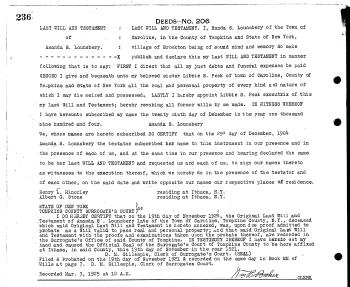 236
DEEDS—No. 206
LAST WILL AND TESTAMENT : LAST WILL AND TESTAMENT. I, Amanda S. Lounsbery of the Town of
of : Caroline, in the County of Tompkins and State of New York,
Amanda S. Lounsbery. : village of Brookton being of sound mind and memory do make
X publish and declare this my last WILL AND TESTAMENT in manner
following that is to say: FIRST I direct that all my just debts and funeral expenses be paid
SECOND I give and bequeath unto my beloved sister Libbie S. Peck of town of Caroline, County of
Tompkins and State of New York all the real and personal property of every kind and nature of
which I may die seized and possessed, LASTLY I hereby appoint Libbie S. Peck executrix of this
my last Will and Testament; hereby revoking all former wills by me made. IN WITNESS WHEREOF
I have hereunto subscribed my name the twenty ninth day of December in the year one thousand
nine hundred and four. Amanda S. Lounsbery
We, whose names are hereto subscribed DO CERTIFY that on the 29th day of December, 1904
Amanda S. Lounsbery the testator subscribed her name to this instrument in our presence and in
the presence of each of us, and at the same time in our presence and hearing declared the same
to be her last WILL AND TESTAMENT and requested us and each of us, to sign our names thereto
as witnesses to the execution thereof, which we hereby do in the presence of the testator and
of each other, on the said date and write opposite our names our respective places of residence.
Henry L. Hinckley residing at Ithaca, N.Y.
Albert G. Stone residing at Ithaca, N.Y.
STATE OF NEW YORK
TOMPKINS COUNTY SURROGATE'S COURT
I DO HEREBY CERTIFY that on the 19th day of November 1921, the Original Last Will and
Testament of Amanda S. Lounsbery late of the Town of Caroline, Tompkins County, N.Y., deceased
which said Original Last Will and Testament is hereto annexed, was, upon due proof admitted to
probate as a Will valid to pass real and personal property; and that said Original Will
and Testament with the proofs and examinations taken upon the probate thereof, are recorded in
the Surrogate's Office of said County of Tompkins. IN TESTIMONY WHEREOF I have hereto set my
hand and caused the Official Seal of the Surrogate's Court of Tompkins County to be here affixed
at Ithaca, in said County, this 19th day of November in the year 1921.
D. M. Gillespie, Clerk of Surrogate's Court. (SEAL)
Filed & Probated on the 19th day of November 1921 & recorded on the same day in Book
Wills at page D. M. Gillespie, Clerk of Surrogate Court.
Recorded Mar. 3, 1925 at 10 A.M.
CLERK